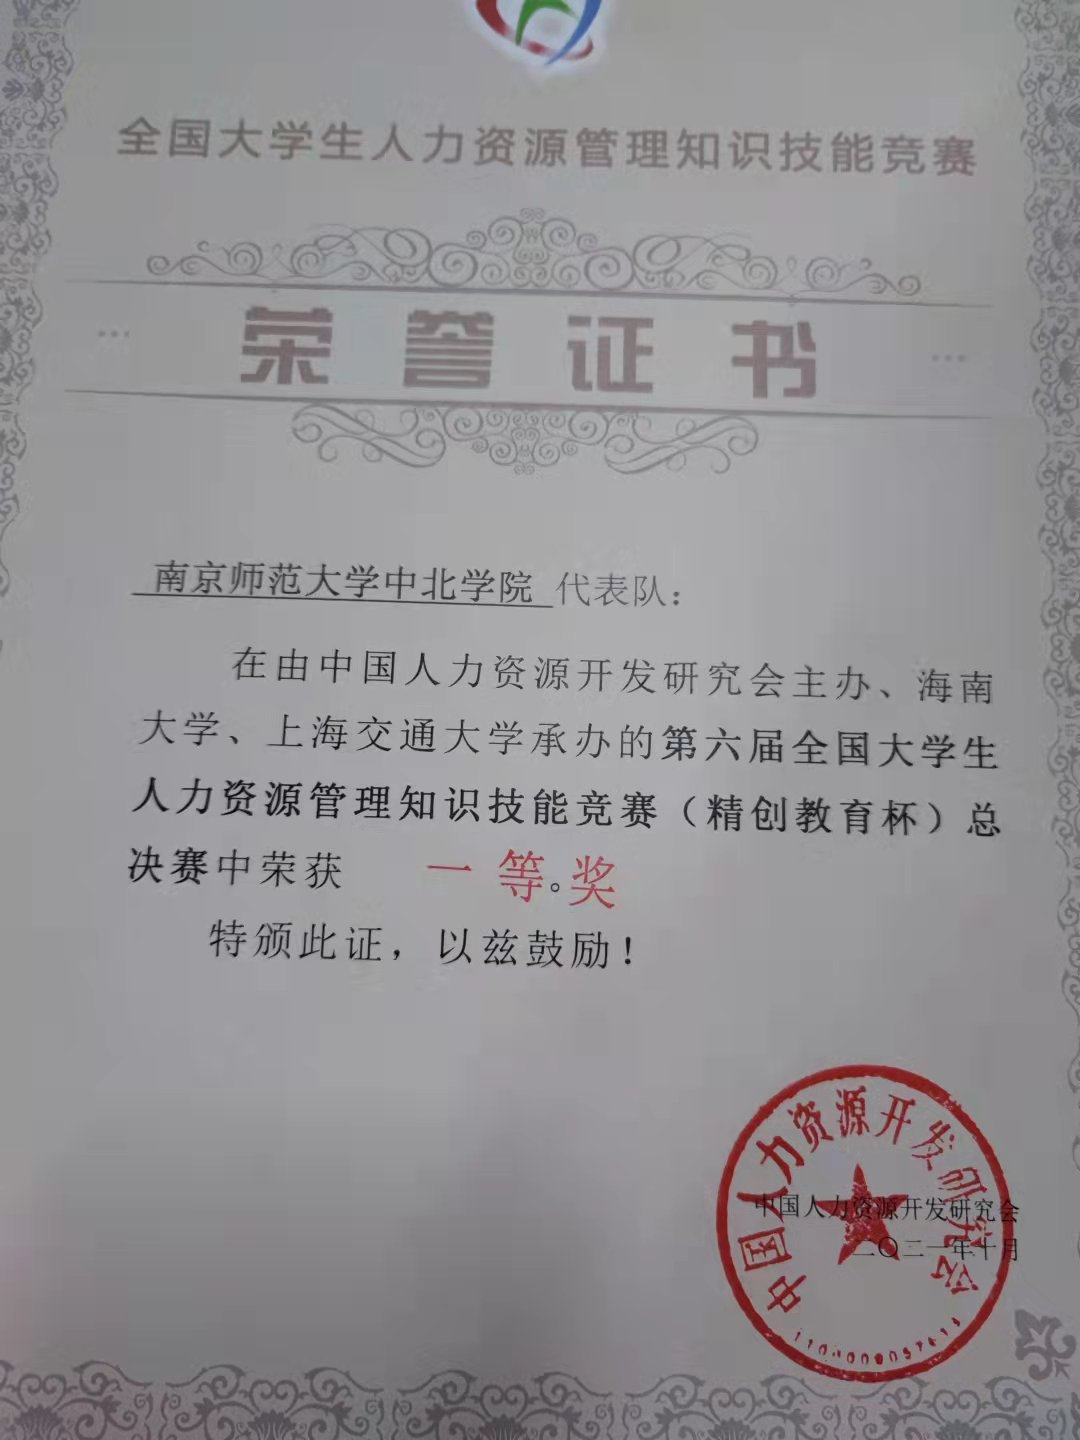 全国大学生人力资源管理知识技能竞赛
荣誉证书
南京师范大学中北学院 代表队：
在由中国人力资源开发研究会主办、海南
大学、上海交通大学承办的第六届全国大学生
人力资源管理知识技能竞赛（精创教育杯）总
决赛中荣获 一等。奖
特颁此证，以兹鼓励！
中国人力资源开发研究会
中国人力资源开发研究会
二〇二一年十月